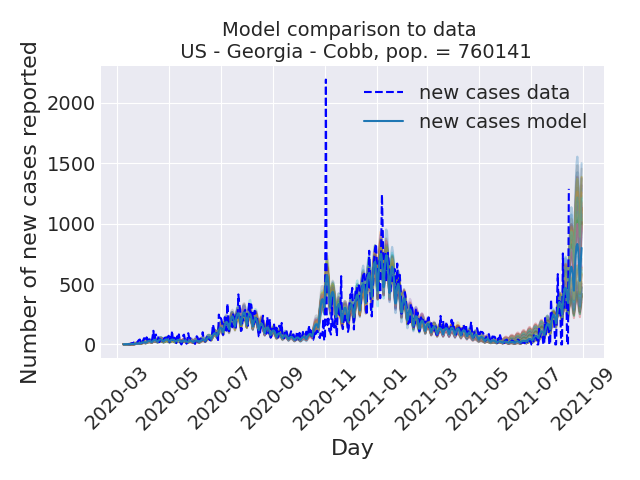 Model comparison to data
US - Georgia - Cobb, pop. = 760141
Number of new cases reported
2000
1500
1000
500
0
new cases data
new cases model
2020-03
2020-05
2020-07
2020-09
2020-11
2021-01
2021-03
2021-05
2021-07
2021-09
Day